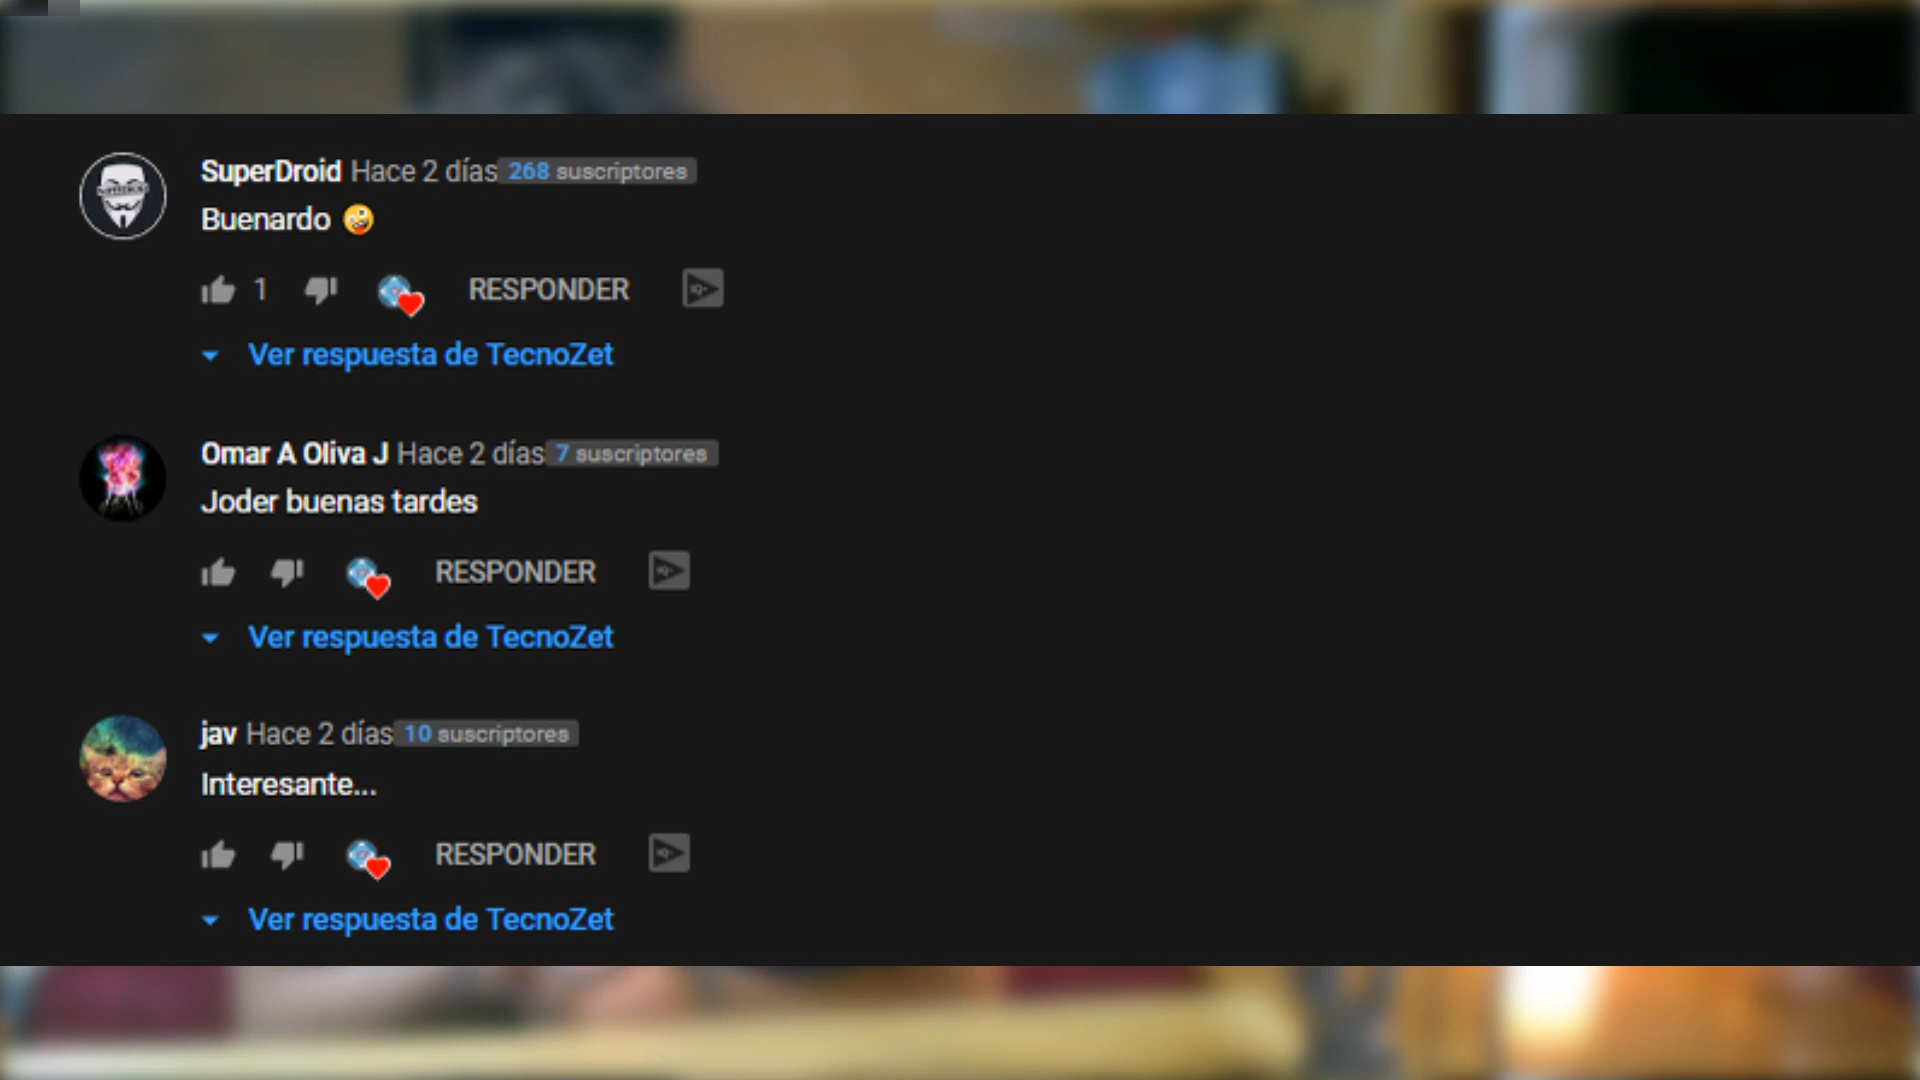 SuperDroid Hace 2 días 268 suscriptores
Buenardo 🤪
1 RESPONDER
Ver respuesta de TecnoZet
Omar A Oliva J Hace 2 días 7 suscriptores
Joder buenas tardes
RESPONDER
Ver respuesta de TecnoZet
jav Hace 2 días 10 suscriptores
Interesante...
RESPONDER
Ver respuesta de TecnoZet